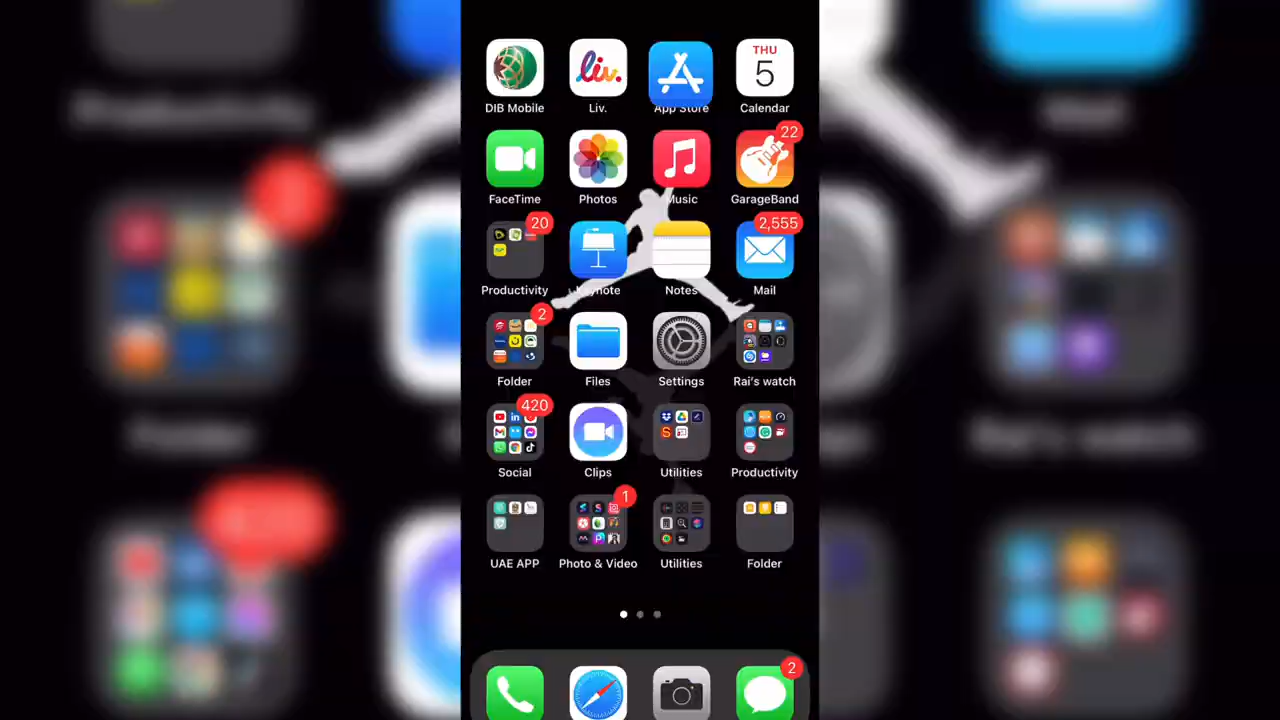 DIB Mobile
liv.
Liv.
App Store
THU
5
Calendar
FaceTime
Photos
Music
22
GarageBand
20
Productivity
Keynote
Notes
2,555
Mail
2
Folder
Files
Settings
Rai's watch
420
Social
Clips
Utilities
Productivity
UAE APP
1
Photo & Video
Utilities
Folder
2